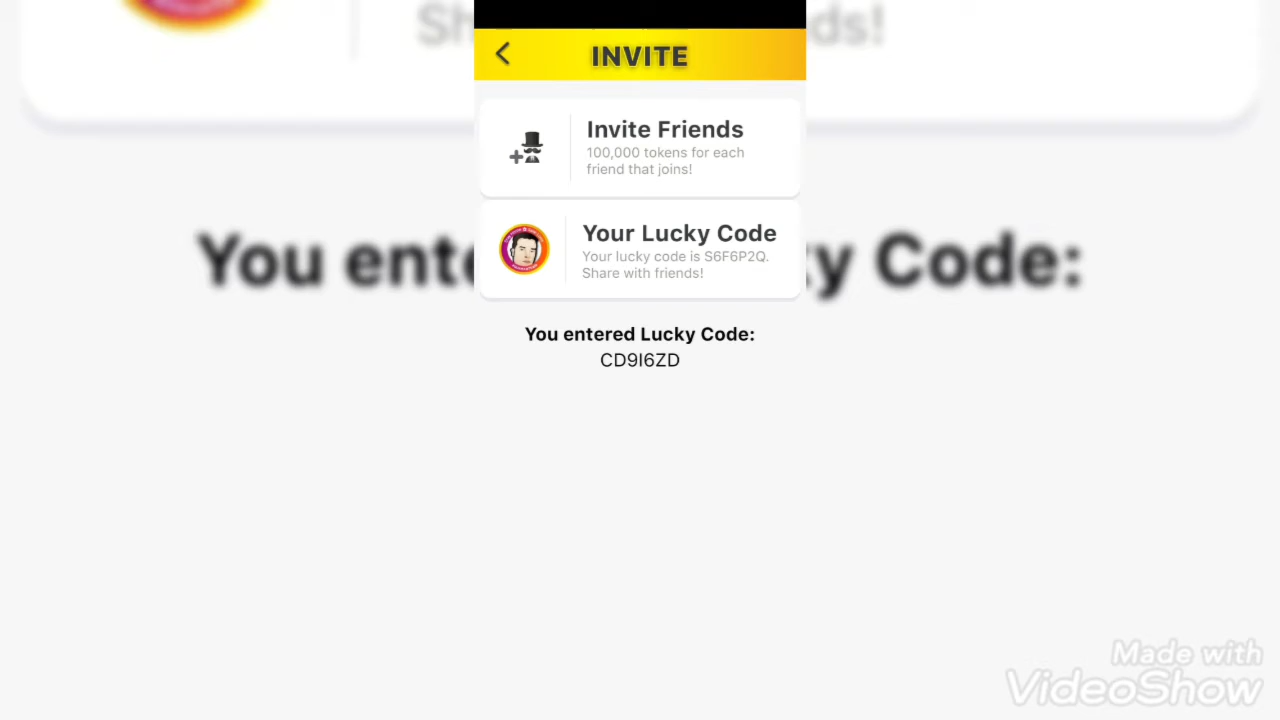 INVITE
Invite Friends
100,000 tokens for each
friend that joins!
Your Lucky Code
Your lucky code is S6F6P2Q.
Share with friends!
You entered Lucky Code:
CD9I6ZD
Made with
VideoShow